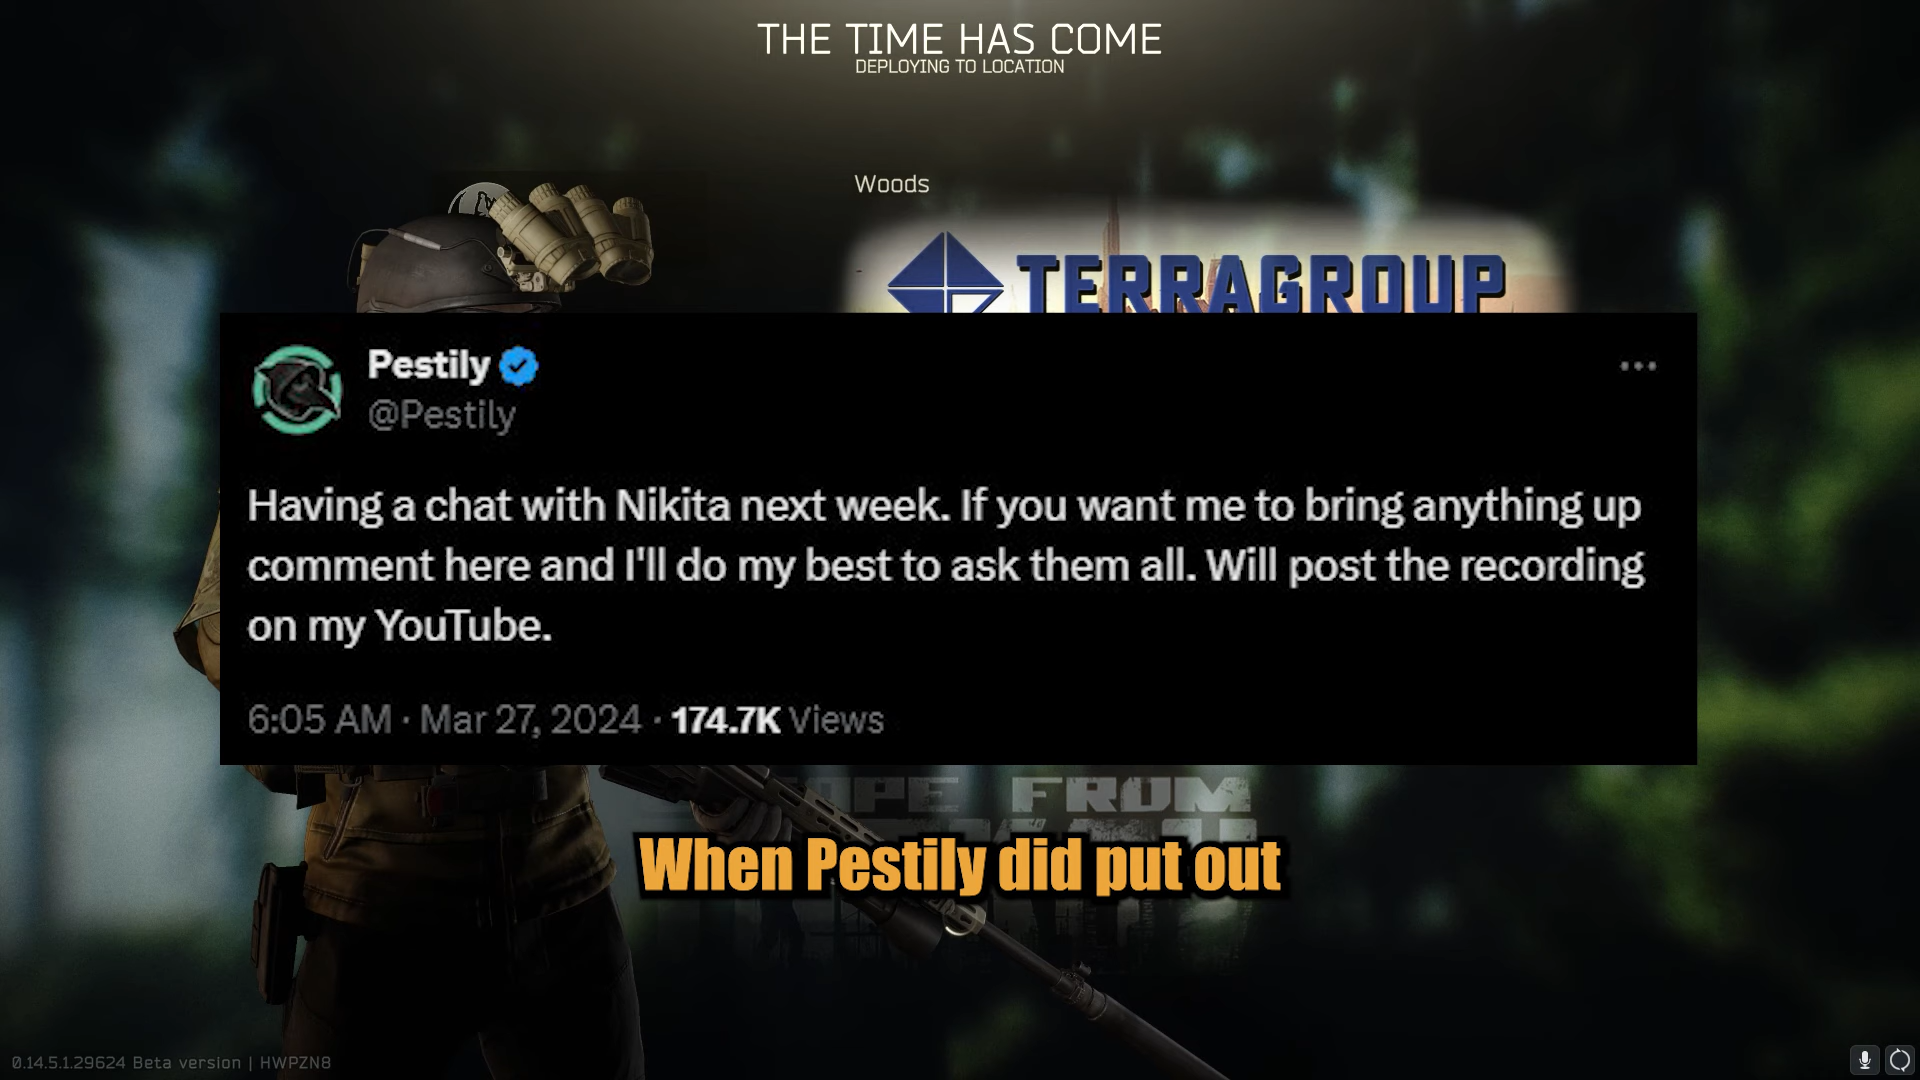 THE TIME HAS COME
DEPLOYING TO LOCATION
Woods
TERRAGROUP
Pestily
@Pestily
Having a chat with Nikita next week. If you want me to bring anything up
comment here and I'll do my best to ask them all. Will post the recording
on my YouTube.
6:05 AM · Mar 27, 2024 · 174.7K Views
FROM
When Pestily did put out
0.14.5.1.29624 Beta version | HWPZN8